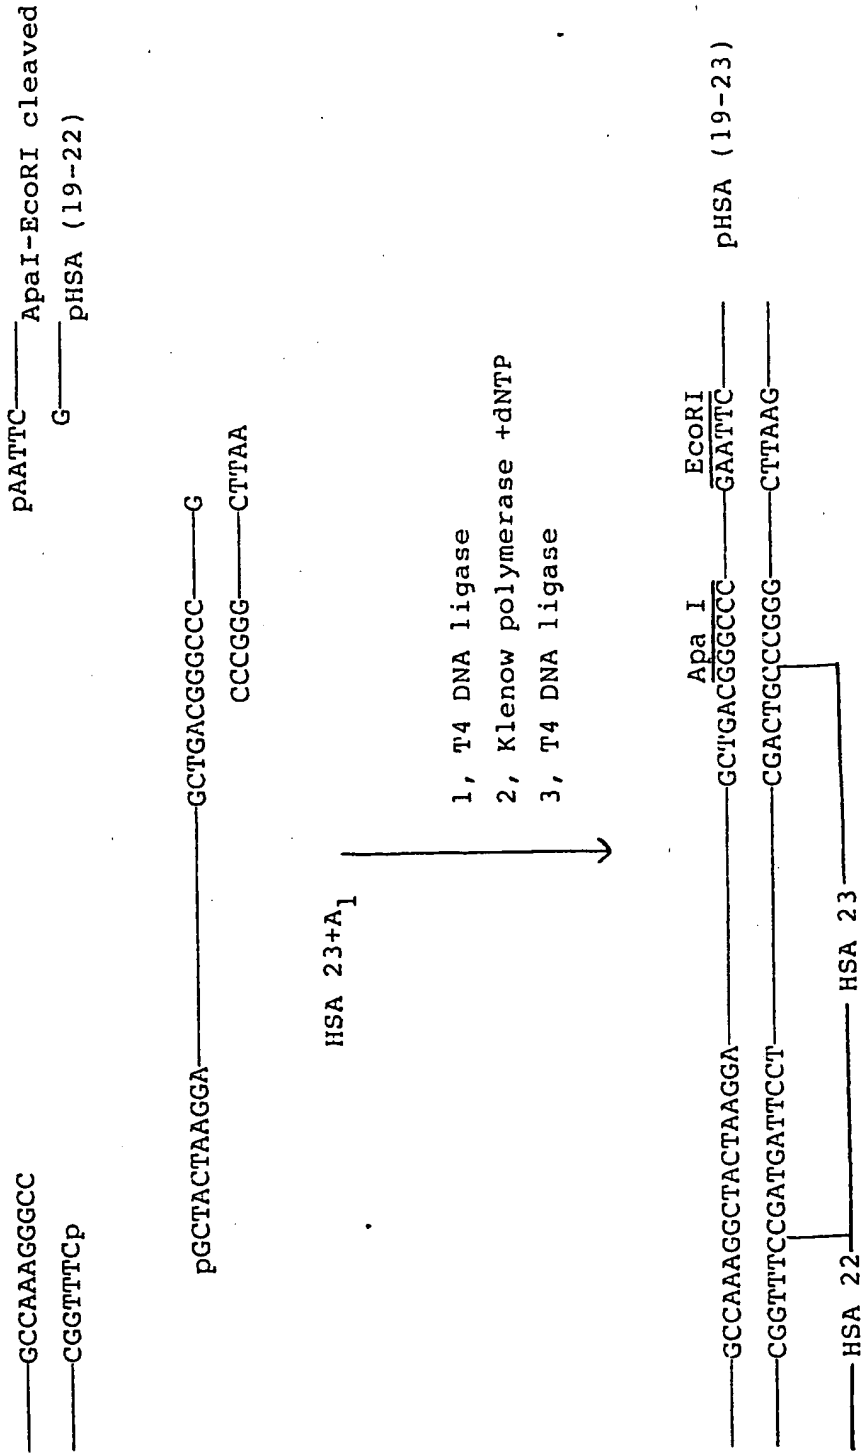 GCCAAAGGGCC pAATTC
ApaI-EcoRI cleaved
CGGTTTCp G pHSA (19-22)
pGCTACTAAGGA GCTGACGGGCCC G
CCCGGG CTTAA
HSA 23+A1
1, T4 DNA ligase
2, Klenow polymerase +dNTP
3, T4 DNA ligase
Apa I EcoRI
GCCAAAGGCTACTAAGGA GCTGACGGGCCC GAATTC
pHSA (19-23)
CGGTTTCCGATGATTCCT CGACTGCCCGGG CTTAAG
HSA 22 HSA 23